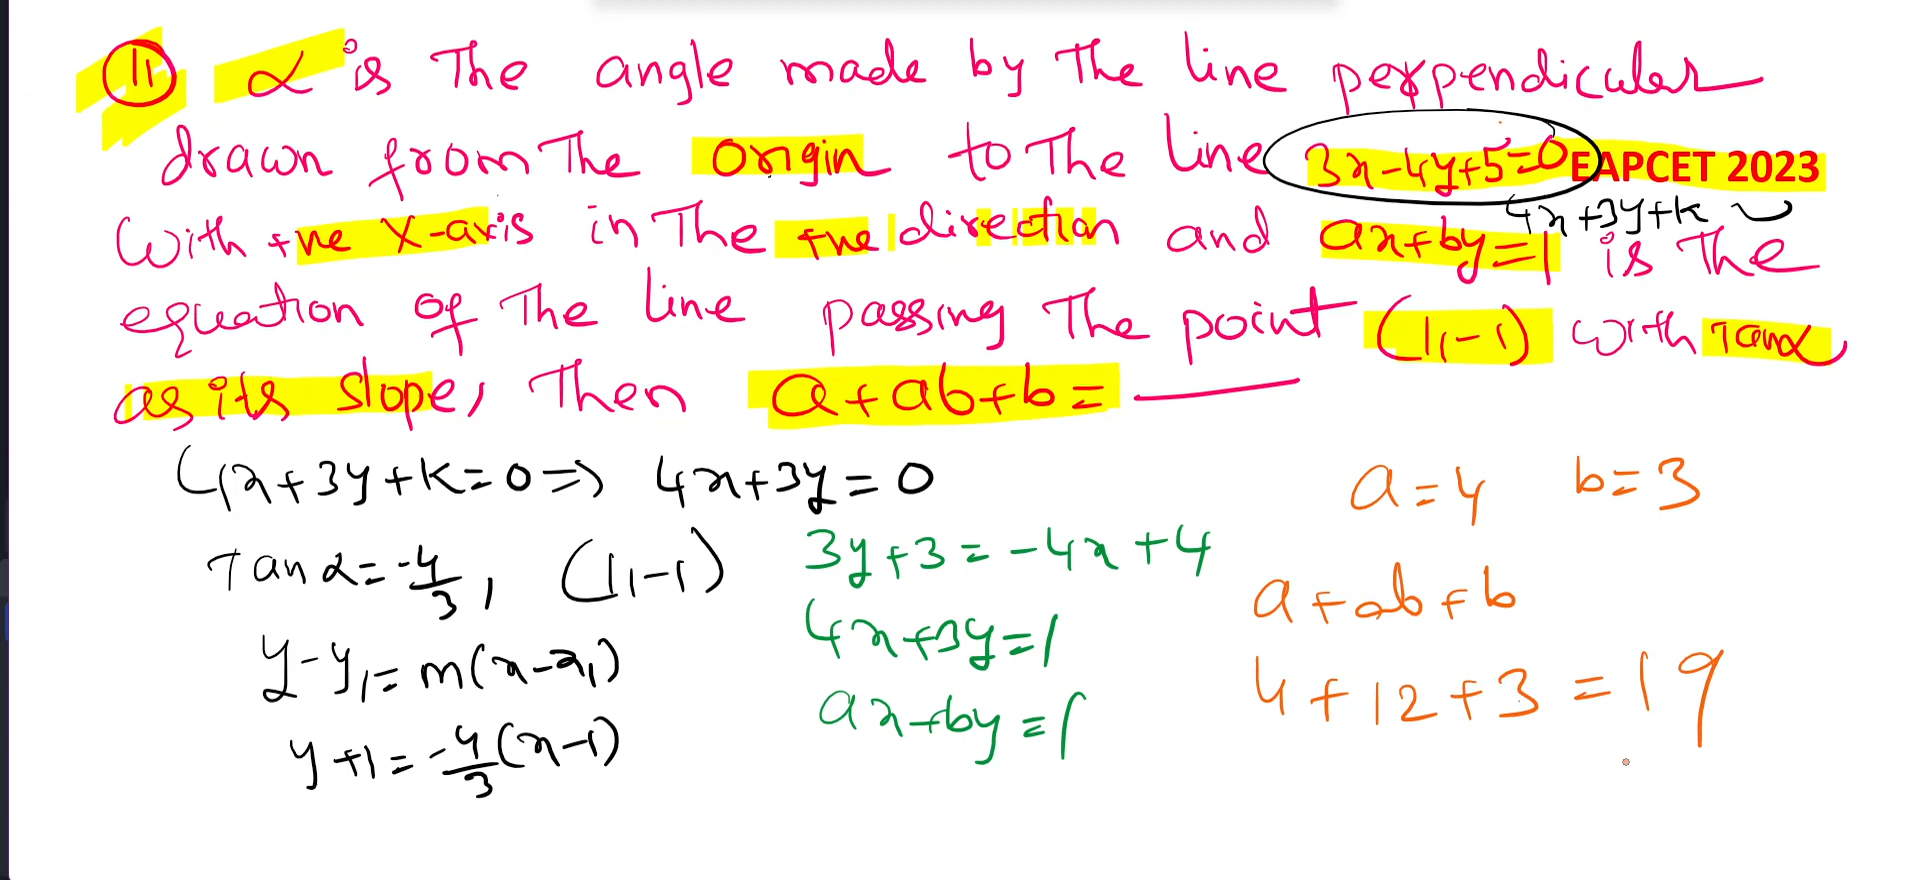 11 α is The angle made by The line perpendicular
drawn from The origin to The line 3x-4y+5=0 EAPCET 2023
4x+3y+k
With +ve X-axis in The +ve direction and ax+by=1 is The
equation of The line passing The point (1,-1) with Tanα
as its slope, Then a+ab+b= ____
4x+3y+k=0 => 4x+3y=0
Tan α=-4/3, (1,-1)
y-y₁=m(x-x₁)
y+1=-4/3(x-1)
3y+3=-4x+4
4x+3y=1
ax+by=1
a=4 b=3
a+ab+b
4+12+3=19